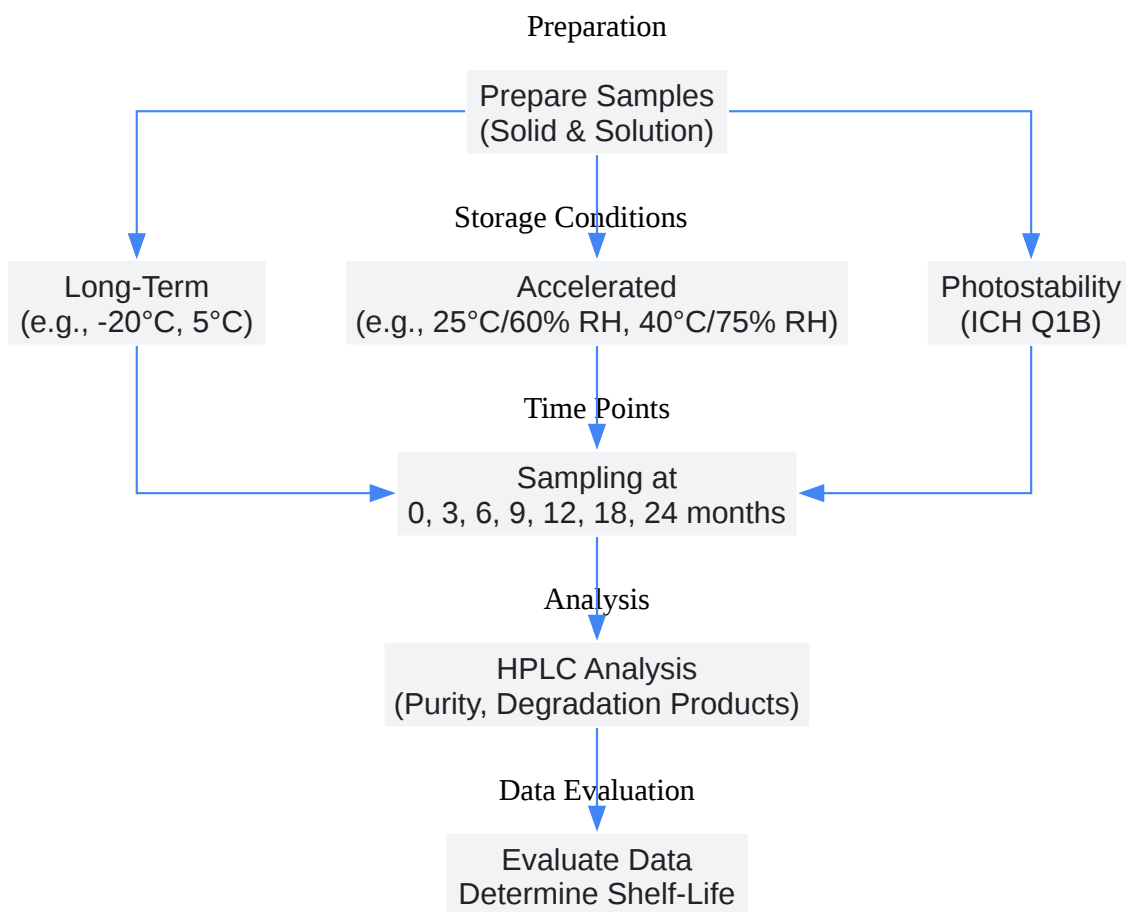 Preparation
Prepare Samples
(Solid & Solution)
Storage Conditions
Long-Term
(e.g., -20°C, 5°C)
Accelerated
(e.g., 25°C/60% RH, 40°C/75% RH)
Photostability
(ICH Q1B)
Time Points
Sampling at
0, 3, 6, 9, 12, 18, 24 months
Analysis
HPLC Analysis
(Purity, Degradation Products)
Data Evaluation
Evaluate Data
Determine Shelf-Life